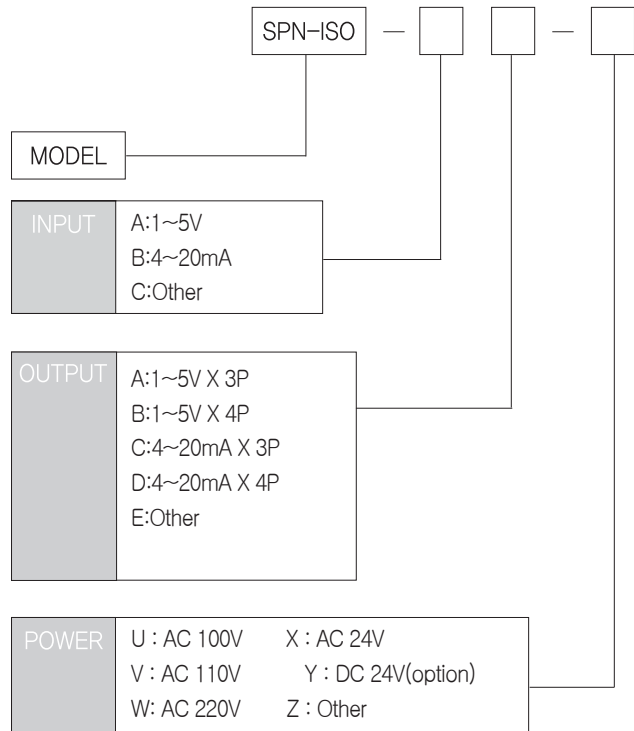 SPN-ISO — —
MODEL
INPUT
A:1~5V
B:4~20mA
C:Other
OUTPUT
A:1~5V X 3P
B:1~5V X 4P
C:4~20mA X 3P
D:4~20mA X 4P
E:Other
POWER
U : AC 100V X : AC 24V
V : AC 110V Y : DC 24V(option)
W: AC 220V Z : Other